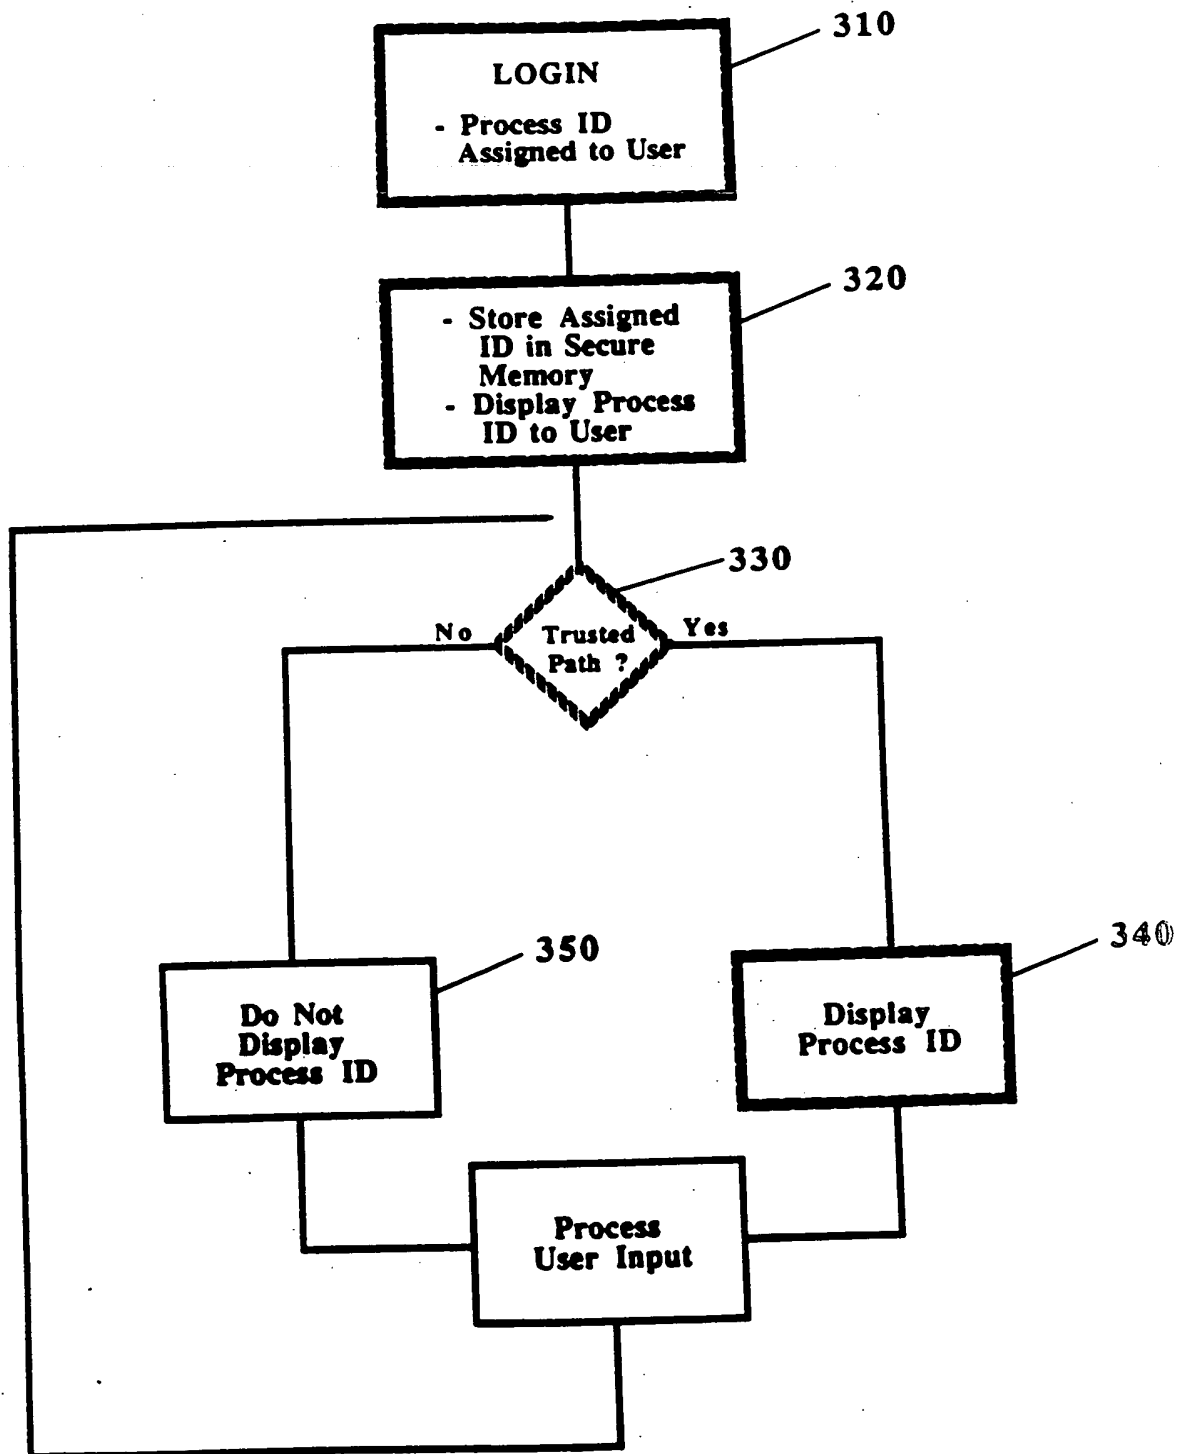 310
LOGIN
- Process ID
Assigned to User
320
- Store Assigned
ID in Secure
Memory
- Display Process
ID to User
330
No
Trusted
Path ?
Yes
350
340
Do Not
Display
Process ID
Display
Process ID
Process
User Input